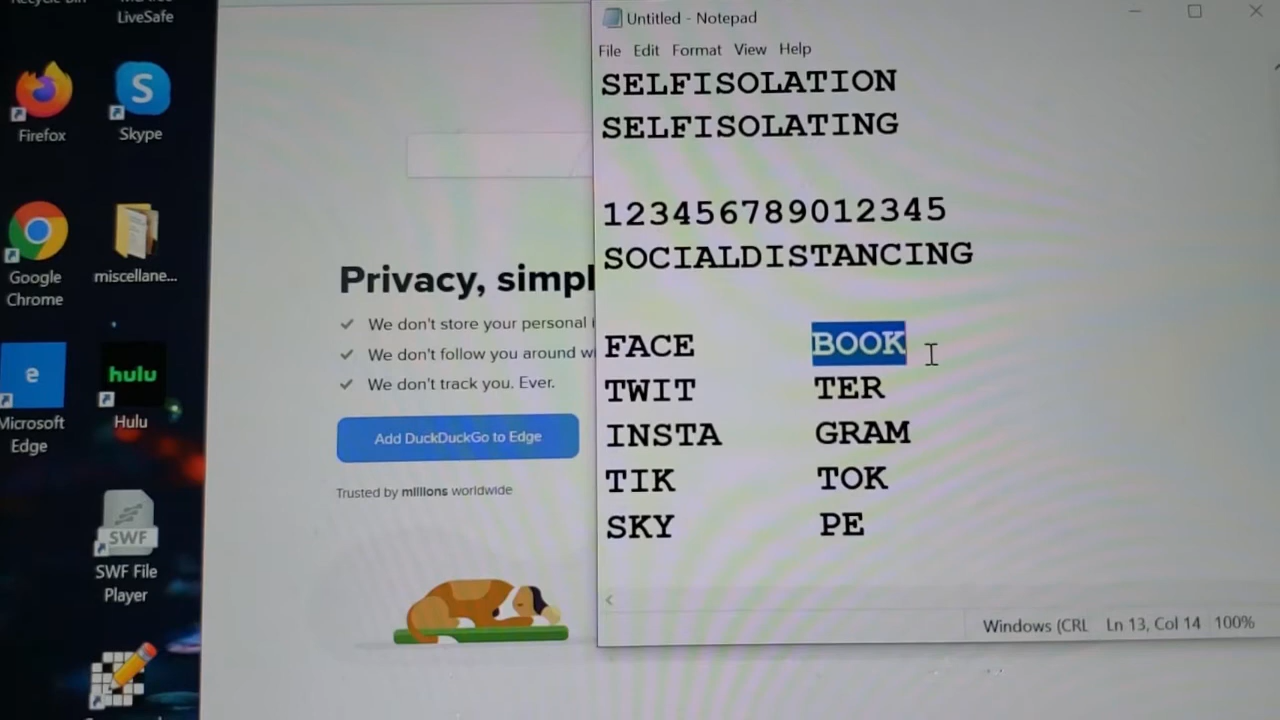 LiveSafe
Firefox
S
Skype
Google
Chrome
miscellane...
e
Microsoft
Edge
hulu
Hulu
SWF
SWF File
Player
Privacy, simpl
We don't store your personal i
We don't follow you around w
We don't track you. Ever.
Add DuckDuckGo to Edge
Trusted by millions worldwide
Untitled - Notepad
File Edit Format View Help
SELFISOLATION
SELFISOLATING
123456789012345
SOCIALDISTANCING
FACE BOOK
TWIT TER
INSTA GRAM
TIK TOK
SKY PE
Windows (CRL Ln 13, Col 14 100%